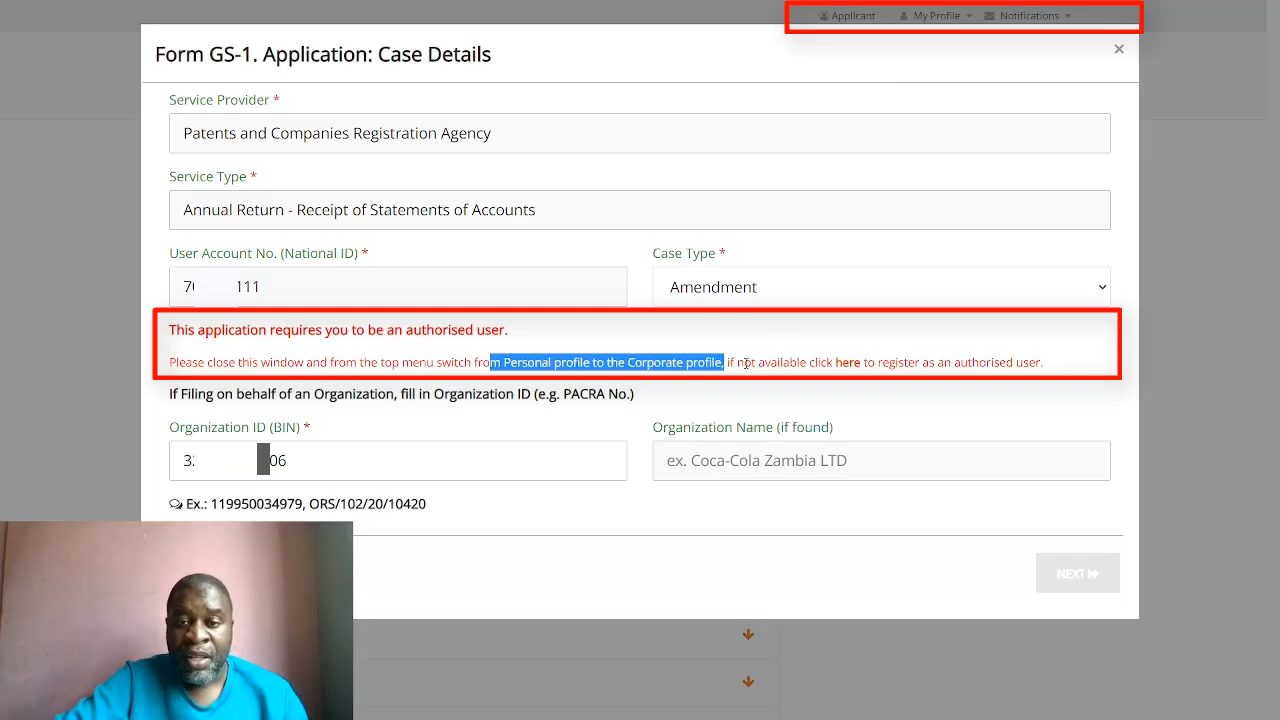 Applicant My Profile Notifications
Form GS-1. Application: Case Details
×
Service Provider *
Patents and Companies Registration Agency
Service Type *
Annual Return - Receipt of Statements of Accounts
User Account No. (National ID) *
Case Type *
111
Amendment
This application requires you to be an authorised user.
Please close this window and from the top menu switch from Personal profile to the Corporate profile, if not available click here to register as an authorised user.
If Filing on behalf of an Organization, fill in Organization ID (e.g. PACRA No.)
Organization ID (BIN) *
Organization Name (if found)
3 06
ex. Coca-Cola Zambia LTD
Ex.: 119950034979, ORS/102/20/10420
NEXT